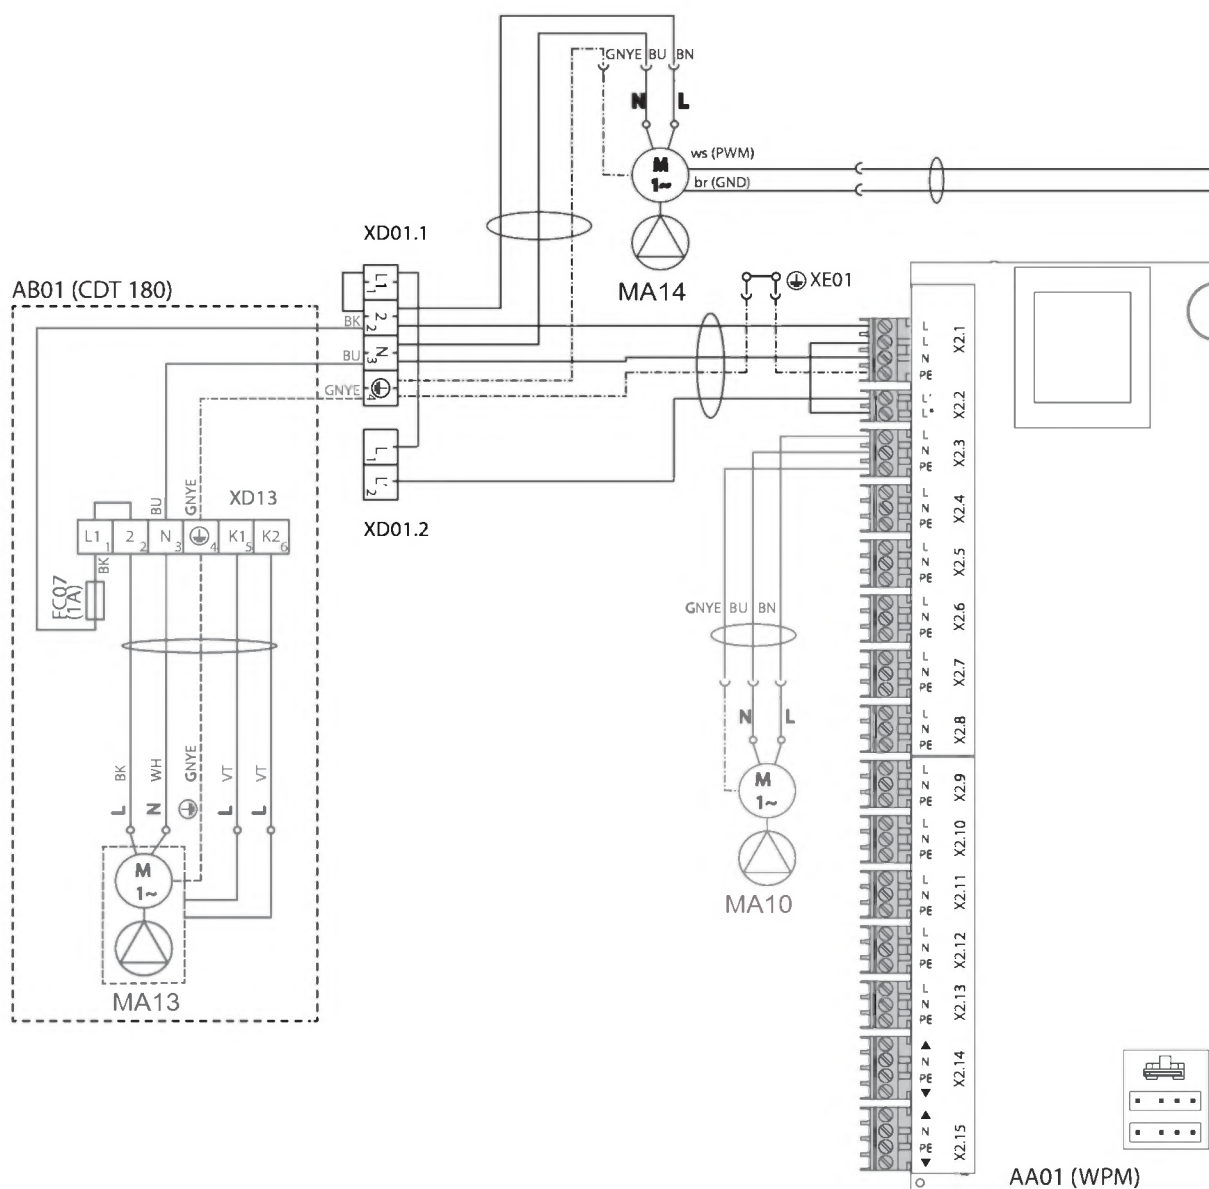 GNYE BU BN
N L
M
1~
ws (PWM)
br (GND)
MA14
XD01.1
L1 1
2 2
N 3
4
BK
BU
GNYE
L 1
L' 2
XD01.2
XE01
AB01 (CDT 180)
BU
GNYE
XD13
L1 1
2 2
N 3
4
K1 5
K2 6
BK
FC07
(1A)
BK
WH
GNYE
VT
VT
L
N
L
L
M
1~
MA13
GNYE BU BN
N L
M
1~
MA10
L
L
N
PE
X2.1
L'
L*
X2.2
L
N
PE
X2.3
L
N
PE
X2.4
L
N
PE
X2.5
L
N
PE
X2.6
L
N
PE
X2.7
L
N
PE
X2.8
L
N
PE
X2.9
L
N
PE
X2.10
L
N
PE
X2.11
L
N
PE
X2.12
L
N
PE
X2.13
▲
N
PE
▼
X2.14
▲
N
PE
▼
X2.15
AA01 (WPM)